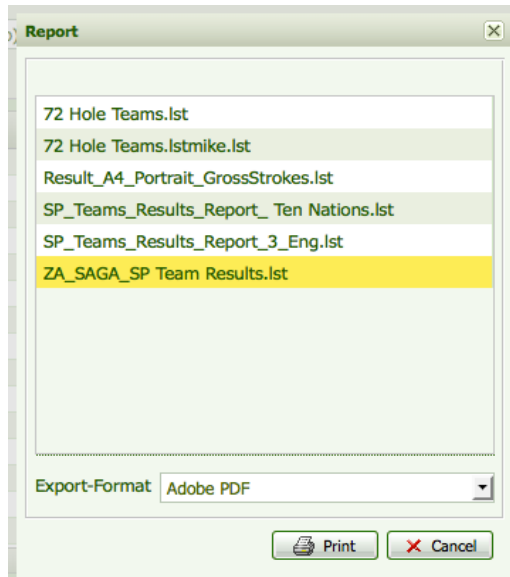 Report
72 Hole Teams.lst
72 Hole Teams.lstmike.lst
Result_A4_Portrait_GrossStrokes.lst
SP_Teams_Results_Report_ Ten Nations.lst
SP_Teams_Results_Report_3_Eng.lst
ZA_SAGA_SP Team Results.lst
Export-Format Adobe PDF
Print Cancel